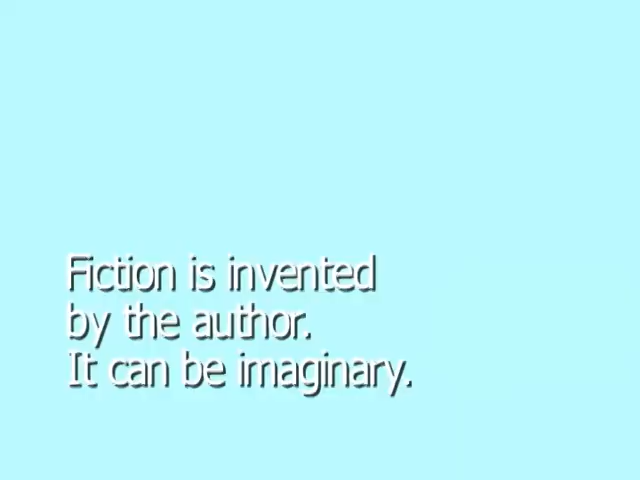 Fiction is invented
by the author.
It can be imaginary.